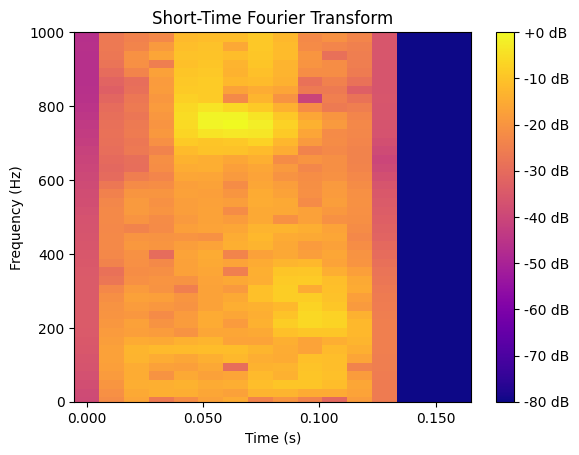 Short-Time Fourier Transform
1000
800
600
400
200
0
Frequency (Hz)
0.000
0.050
0.100
0.150
Time (s)
+0 dB
-10 dB
-20 dB
-30 dB
-40 dB
-50 dB
-60 dB
-70 dB
-80 dB